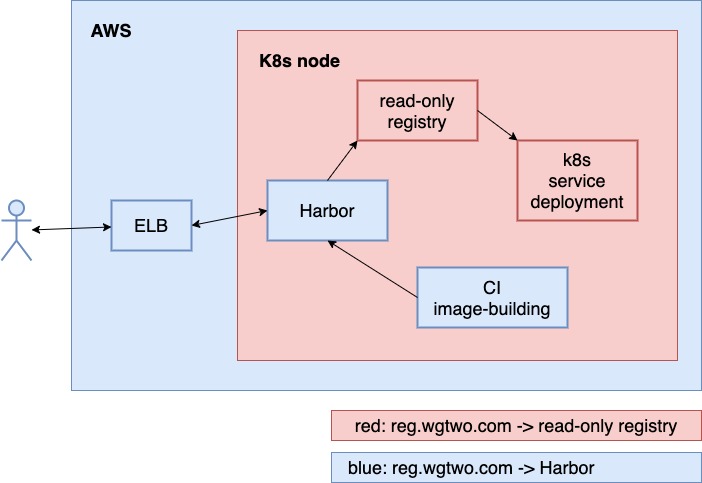 AWS
K8s node
read-only
registry
k8s
service
deployment
Harbor
ELB
CI
image-building
red: reg.wgtwo.com -> read-only registry
blue: reg.wgtwo.com -> Harbor